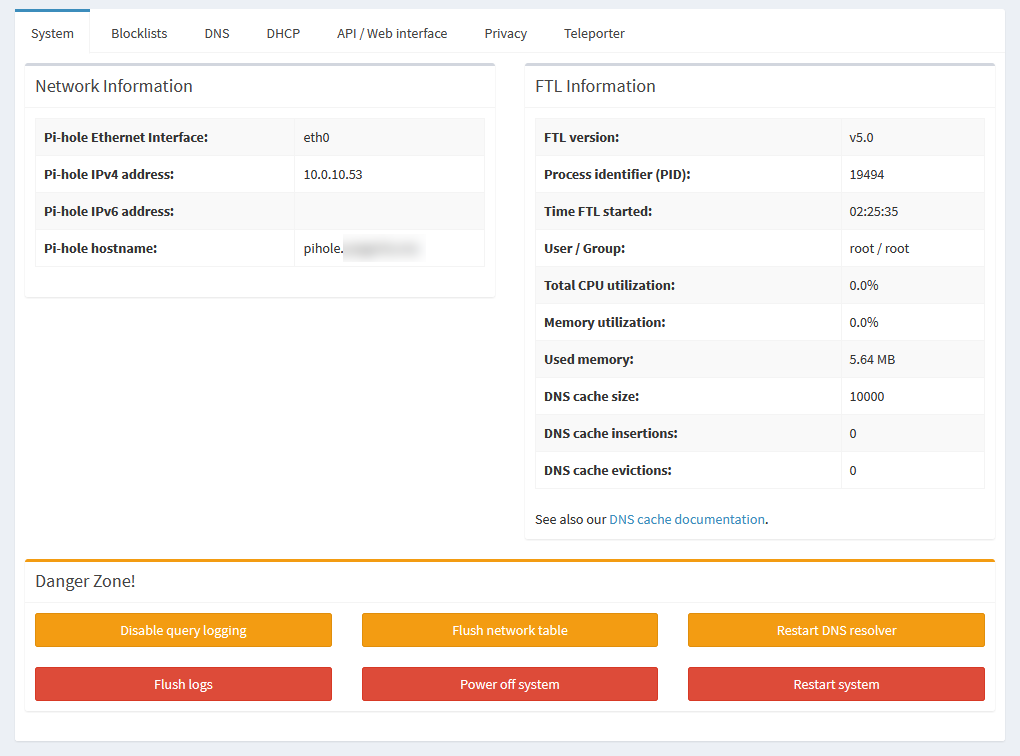 System Blocklists DNS DHCP API / Web interface Privacy Teleporter
Network Information
Pi-hole Ethernet Interface: eth0
Pi-hole IPv4 address: 10.0.10.53
Pi-hole IPv6 address:
Pi-hole hostname: pihole.
FTL Information
FTL version: v5.0
Process identifier (PID): 19494
Time FTL started: 02:25:35
User / Group: root / root
Total CPU utilization: 0.0%
Memory utilization: 0.0%
Used memory: 5.64 MB
DNS cache size: 10000
DNS cache insertions: 0
DNS cache evictions: 0
See also our DNS cache documentation.
Danger Zone!
Disable query logging Flush network table Restart DNS resolver
Flush logs Power off system Restart system